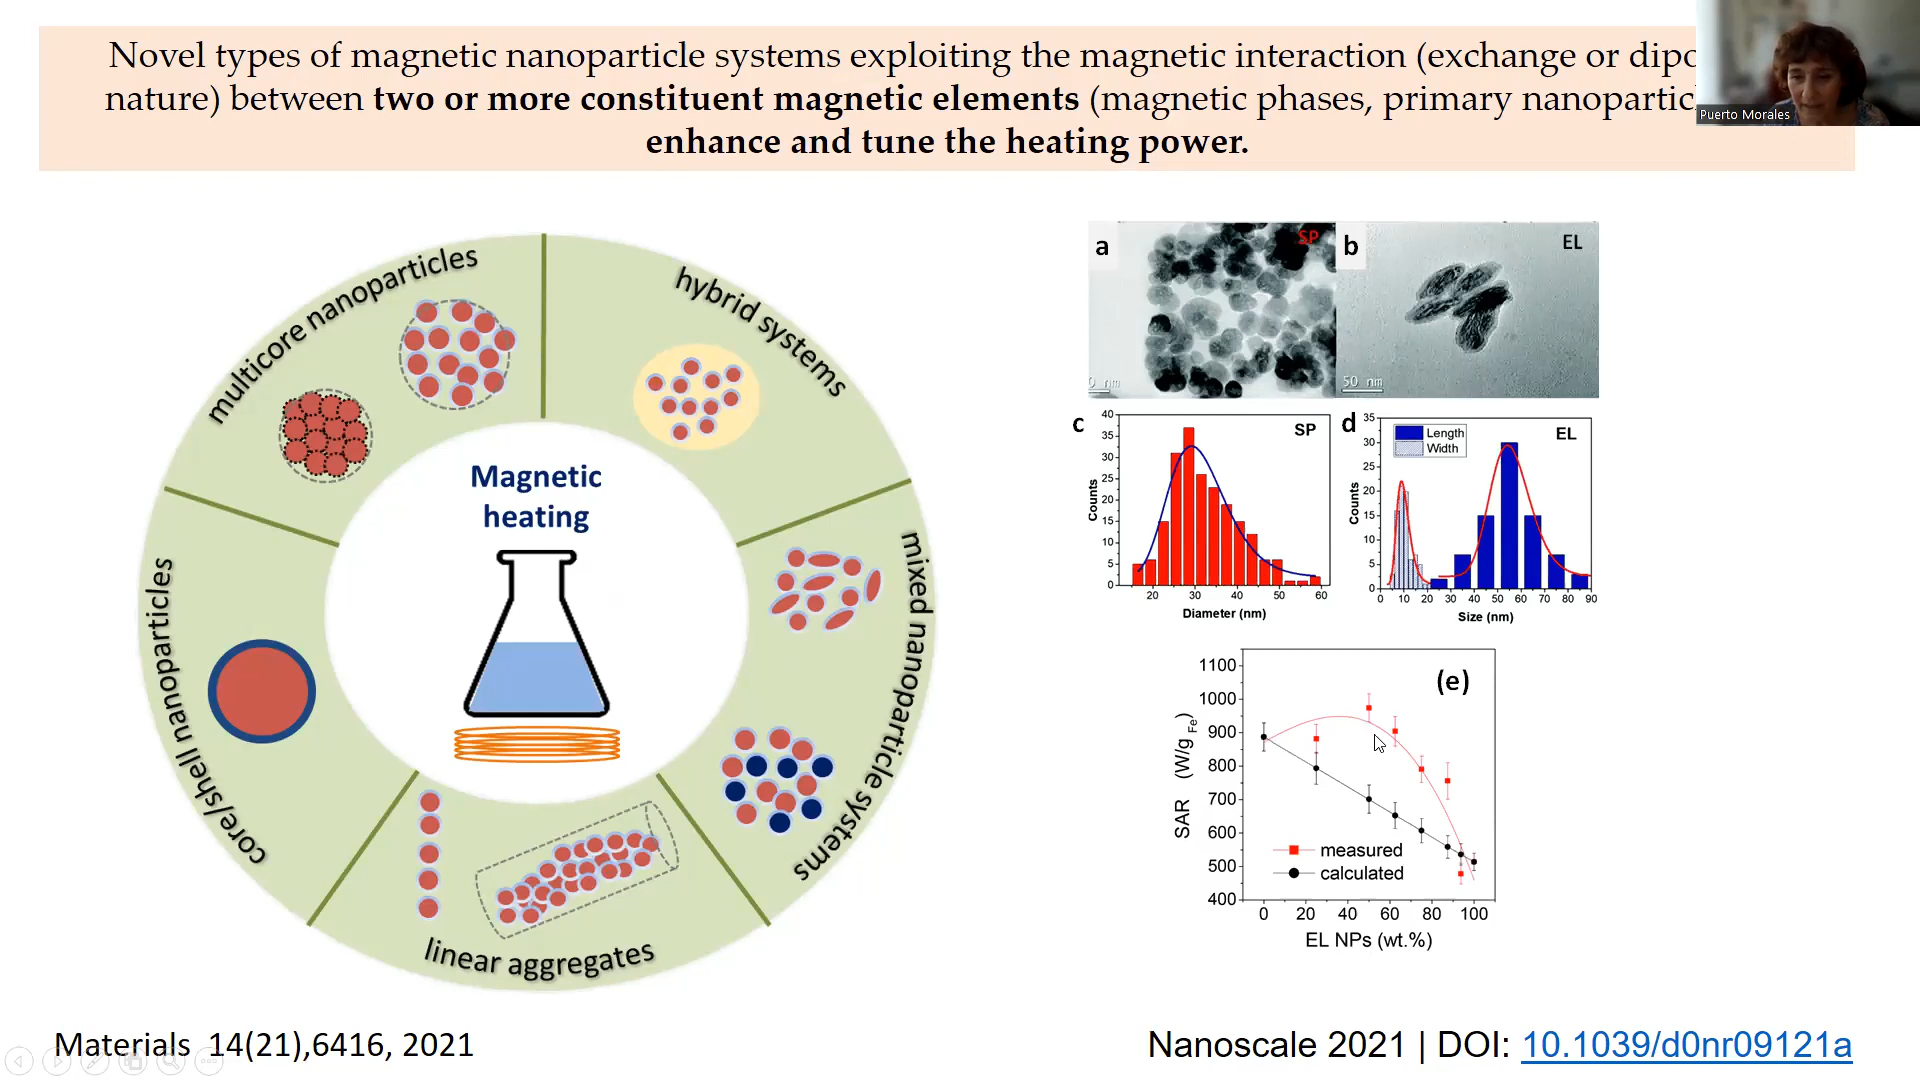 Novel types of magnetic nanoparticle systems exploiting the magnetic interaction (exchange or
nature) between two or more constituent magnetic elements (magnetic phases, primary
enhance and tune the heating power.
Puerto Morales
multicore nanoparticles
hybrid systems
mixed nanoparticle systems
linear aggregates
core/shell nanoparticles
Magnetic
heating
a
SP
b
EL
50 nm
c
SP
Counts
40
35
30
25
20
15
10
5
0
20 30 40 50 60
Diameter (nm)
d
Length
Width
EL
Counts
35
30
25
20
15
10
5
0
0 10 20 30 40 50 60 70 80 90
Size (nm)
(e)
SAR (W/g Fe)
1100
1000
900
800
700
600
500
400
measured
calculated
0 20 40 60 80 100
EL NPs (wt.%)
Materials 14(21),6416, 2021
Nanoscale 2021 | DOI: 10.1039/d0nr09121a